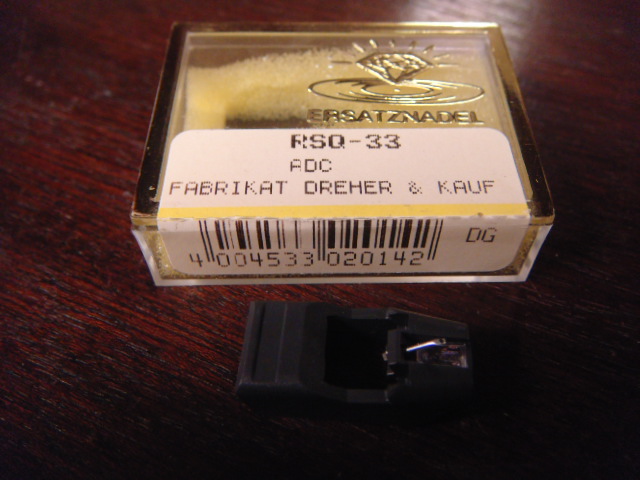 ERSATZNADEL
RSQ-33
ADC
FABRIKAT DREHER & KAUF
DG
4 004533 020142